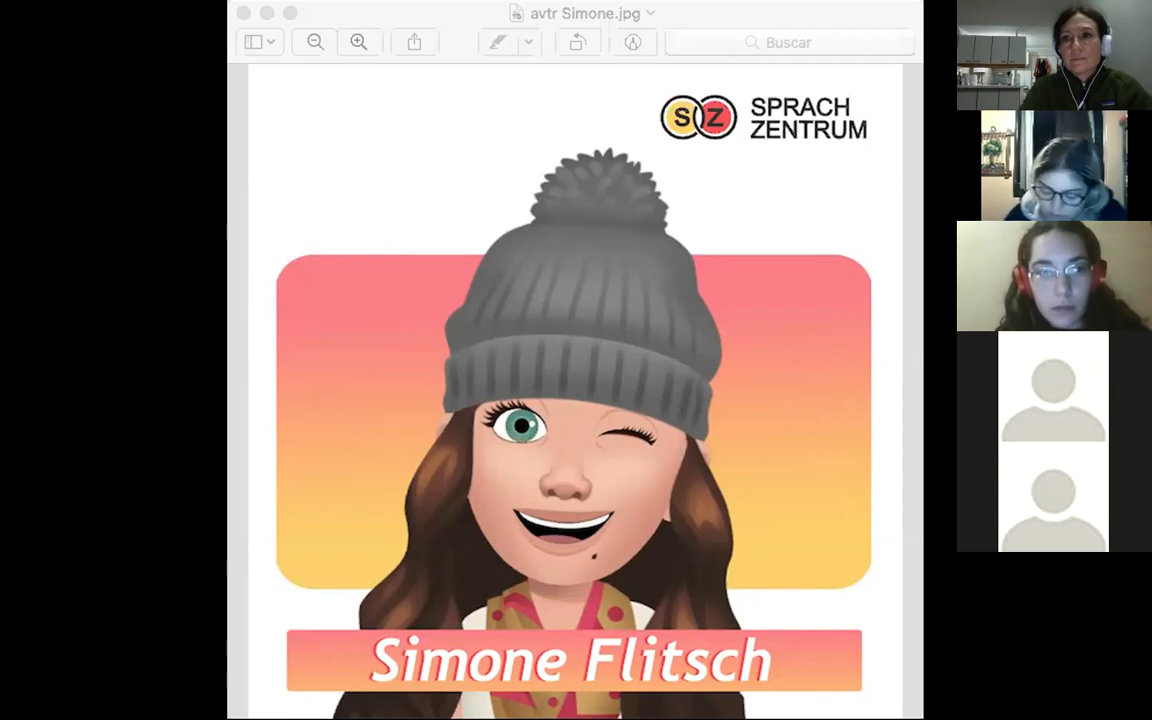 avtr Simone.jpg
Buscar
SZ SPRACH
ZENTRUM
Simone Flitsch